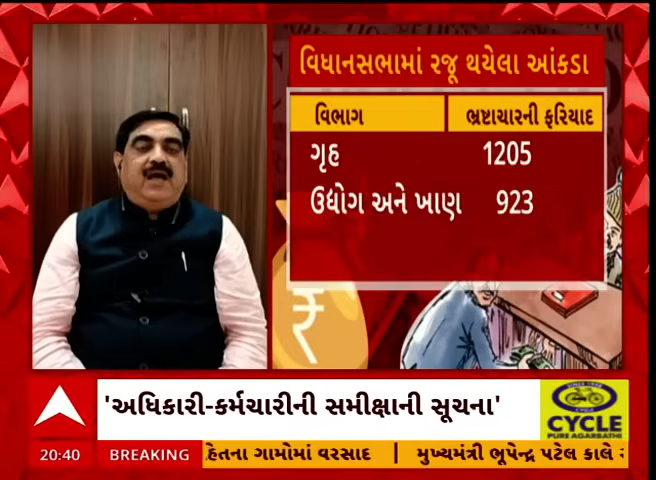 વિધાનસભામાં રજૂ થયેલા આંકડા
વિભાગ ભ્રષ્ટાચારની ફરિયાદ
ગૃહ 1205
ઉદ્યોગ અને ખાણ 923
₹
'અધિકારી-કર્મચારીની સમીક્ષાની સૂચના'
CYCLE
PURE AGARBATHI
20:40 BREAKING હેતના ગામોમાં વરસાદ | મુખ્યમંત્રી ભૂપેન્દ્ર પટેલ કાલે